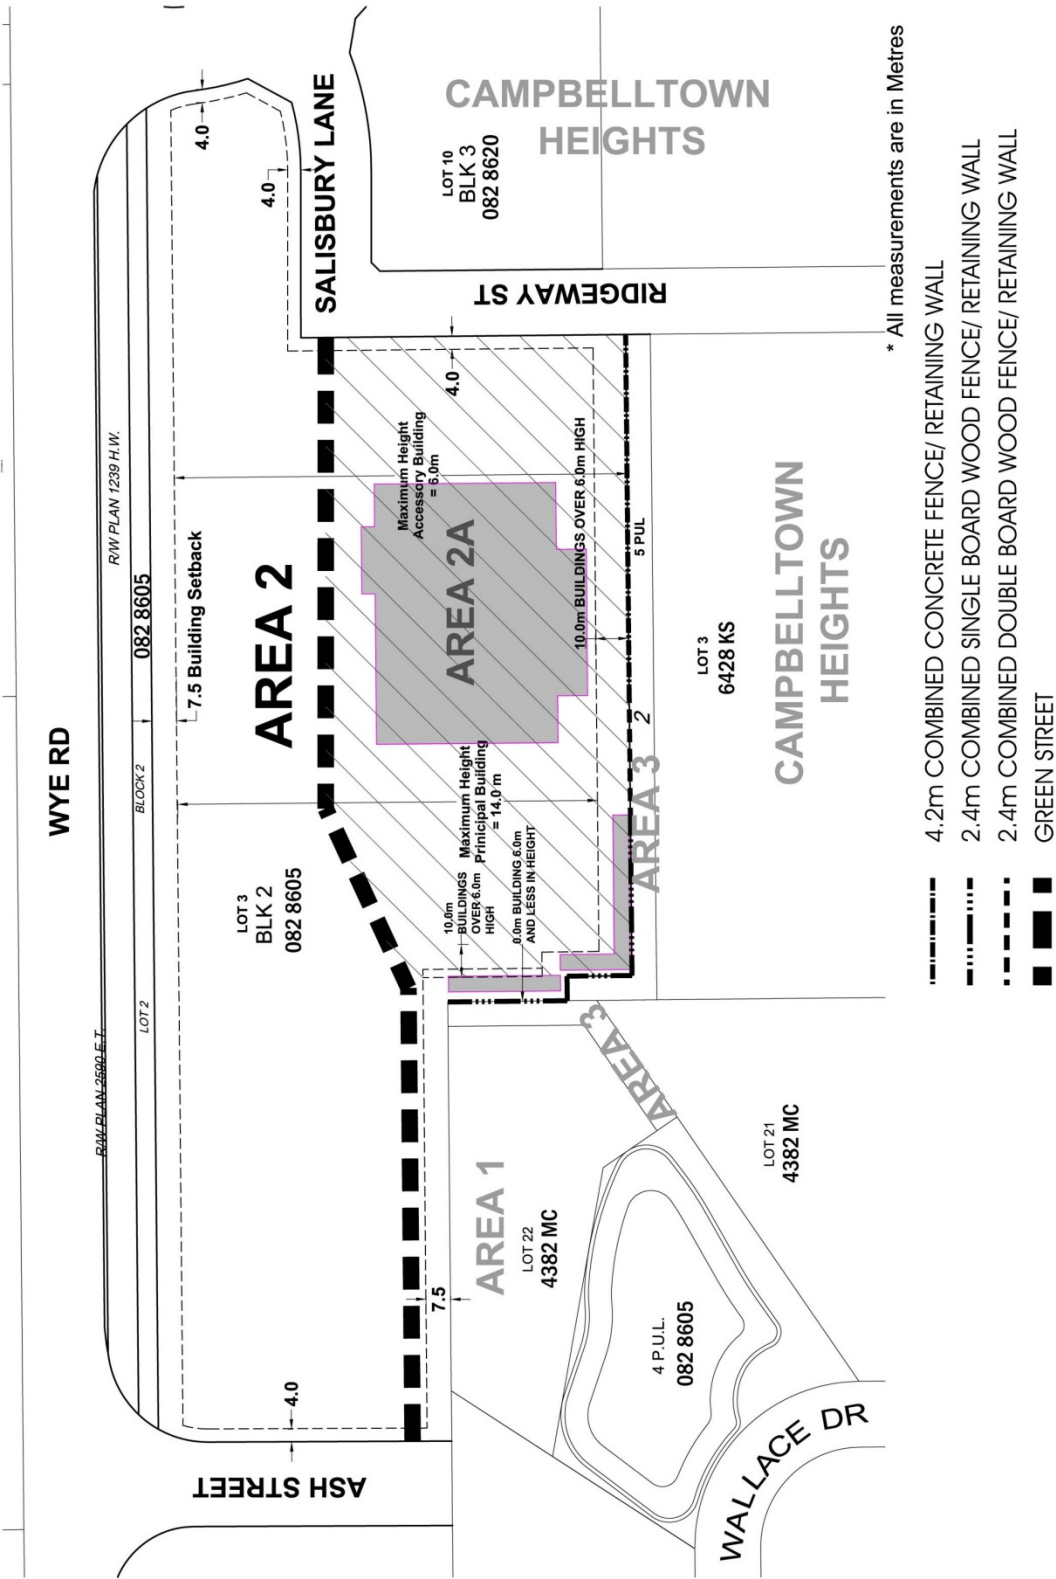 WYE RD
R/W PLAN 2590 E.T.
R/W PLAN 1239 H.W.
LOT 2
BLOCK 2
082 8605
7.5 Building Setback
4.0
4.0
SALISBURY LANE
AREA 2
LOT 3
BLK 2
082 8605
ASH STREET
4.0
7.5
AREA 1
LOT 22
4382 MC
Maximum Height
Accessory Building
= 6.0m
4.0
AREA 2A
10.0m
BUILDINGS
OVER 6.0m
HIGH
Maximum Height
Prinicipal Building
= 14.0 m
0.0m BUILDING 6.0m
AND LESS IN HEIGHT
10.0m BUILDINGS OVER 6.0m HIGH
RIDGEWAY ST
LOT 10
BLK 3
082 8620
CAMPBELLTOWN
HEIGHTS
AREA 3
2
5 PUL
AREA 3
LOT 3
6428 KS
CAMPBELLTOWN
HEIGHTS
4 P.U.L.
082 8605
LOT 21
4382 MC
WALLACE DR
* All measurements are in Metres
4.2m COMBINED CONCRETE FENCE/ RETAINING WALL
2.4m COMBINED SINGLE BOARD WOOD FENCE/ RETAINING WALL
2.4m COMBINED DOUBLE BOARD WOOD FENCE/ RETAINING WALL
GREEN STREET